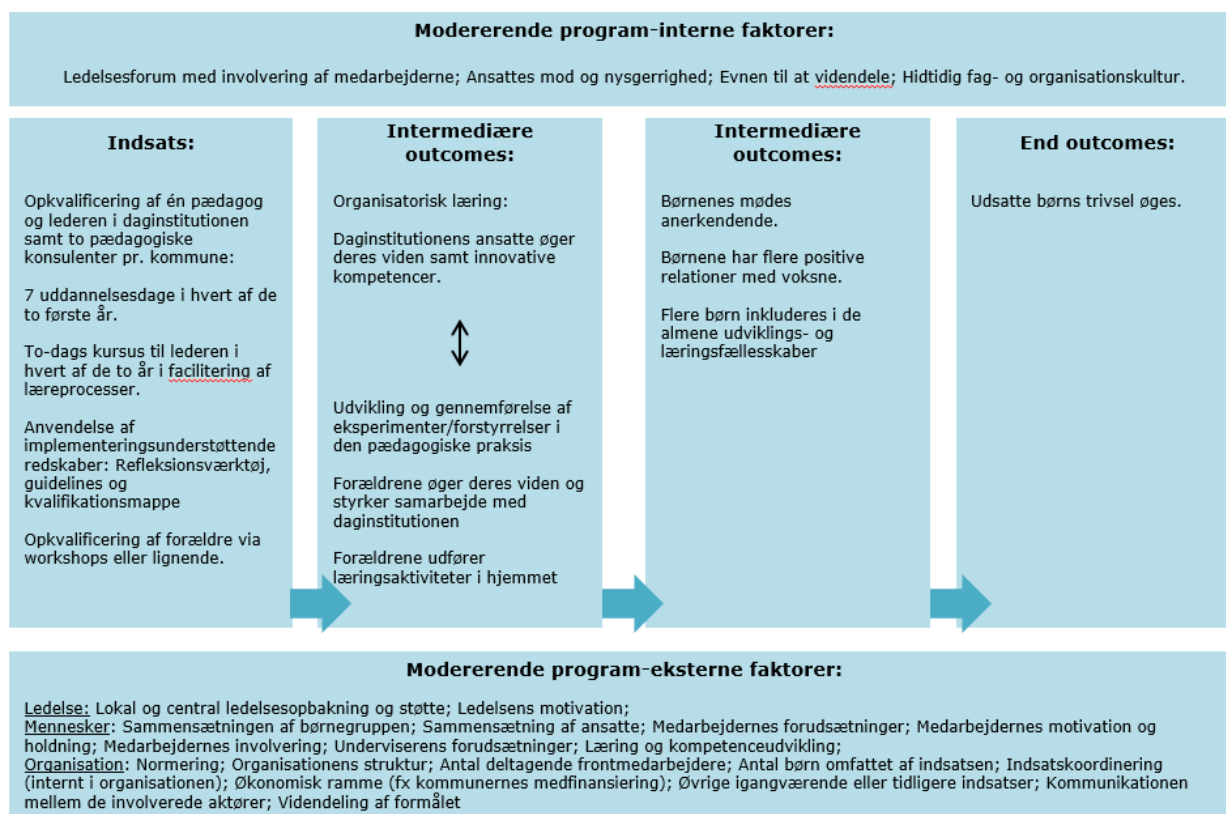 Modererende program-interne faktorer:
Ledelsesforum med involvering af medarbejderne; Ansattes mod og nysgerrighed; Evnen til at videndele; Hidtidig fag- og organisationskultur.
Indsats:
Opkvalificering af én pædagog
og lederen i daginstitutionen
samt to pædagogiske
konsulenter pr. kommune:
7 uddannelsesdage i hvert af de
to første år.
To-dags kursus til lederen i
hvert af de to år i facilitering af
læreprocesser.
Anvendelse af
implementeringsunderstøttende
redskaber: Refleksionsværktøj,
guidelines og
kvalifikationsmappe
Opkvalificering af forældre via
workshops eller lignende.
Intermediære
outcomes:
Organisatorisk læring:
Daginstitutionens ansatte øger
deres viden samt innovative
kompetencer.
Udvikling og gennemførelse af
eksperimenter/forstyrrelser i
den pædagogiske praksis
Forældrene øger deres viden og
styrker samarbejde med
daginstitutionen
Forældrene udfører
læringsaktiviteter i hjemmet
Intermediære
outcomes:
Børnenes mødes
anerkendende.
Børnene har flere positive
relationer med voksne.
Flere børn inkluderes i de
almene udviklings- og
læringsfællesskaber
End outcomes:
Udsatte børns trivsel øges.
Modererende program-eksterne faktorer:
Ledelse: Lokal og central ledelsesopbakning og støtte; Ledelsens motivation;
Mennesker: Sammensætningen af børnegruppen; Sammensætning af ansatte; Medarbejdernes forudsætninger; Medarbejdernes motivation og
holdning; Medarbejdernes involvering; Underviserens forudsætninger; Læring og kompetenceudvikling;
Organisation: Normering; Organisationens struktur; Antal deltagende frontmedarbejdere; Antal børn omfattet af indsatsen; Indsatskoordinering
(internt i organisationen); Økonomisk ramme (fx kommunernes medfinansiering); Øvrige igangværende eller tidligere indsatser; Kommunikationen
mellem de involverede aktører; Videndeling af formålet